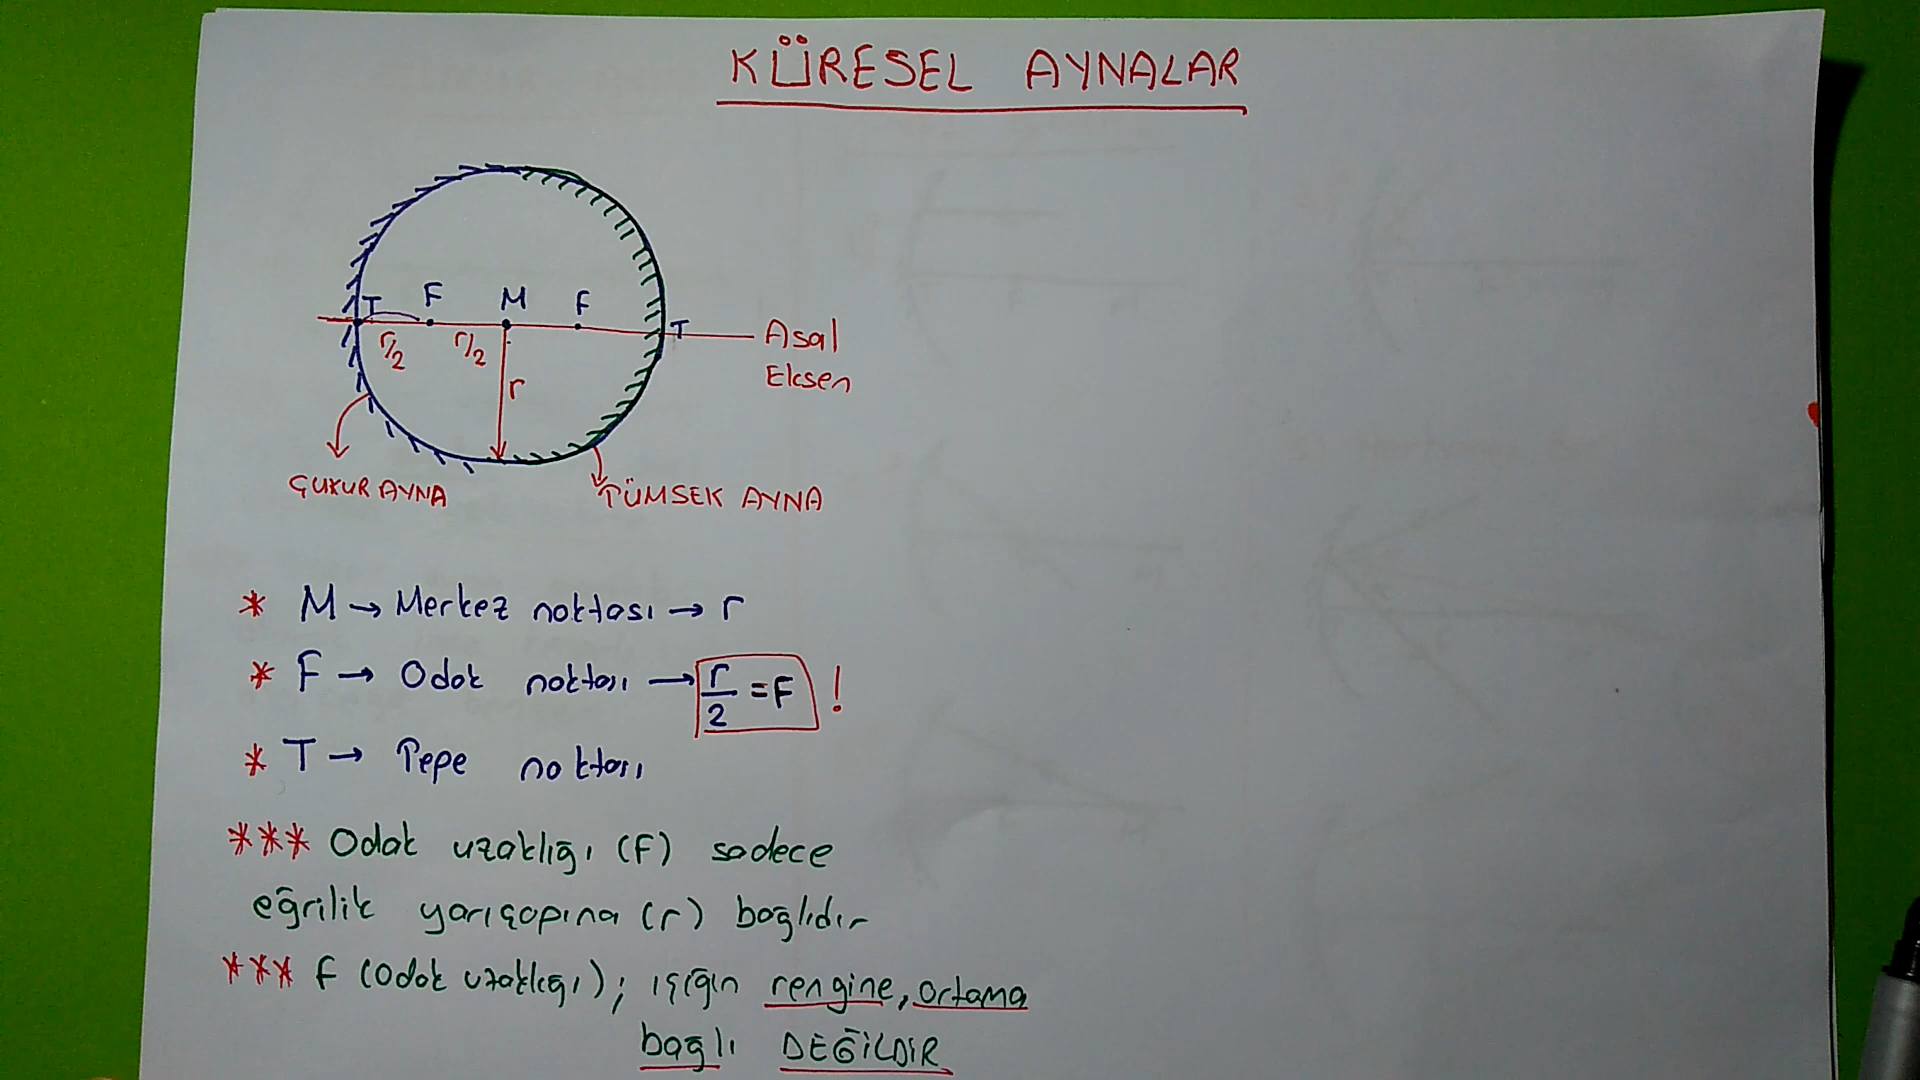 KÜRESEL AYNALAR
T F M F T
r/2 r/2 r
Asal
Eksen
ÇUKUR AYNA
TÜMSEK AYNA
* M → Merkez noktası → r
* F → Odak noktası → r/2 = F !
* T → Tepe noktası
*** Odak uzaklığı (F) sadece
eğrilik yarıçapına (r) bağlıdır
*** F (Odak uzaklığı); ışığın rengine, ortama
bağlı DEĞİLDİR